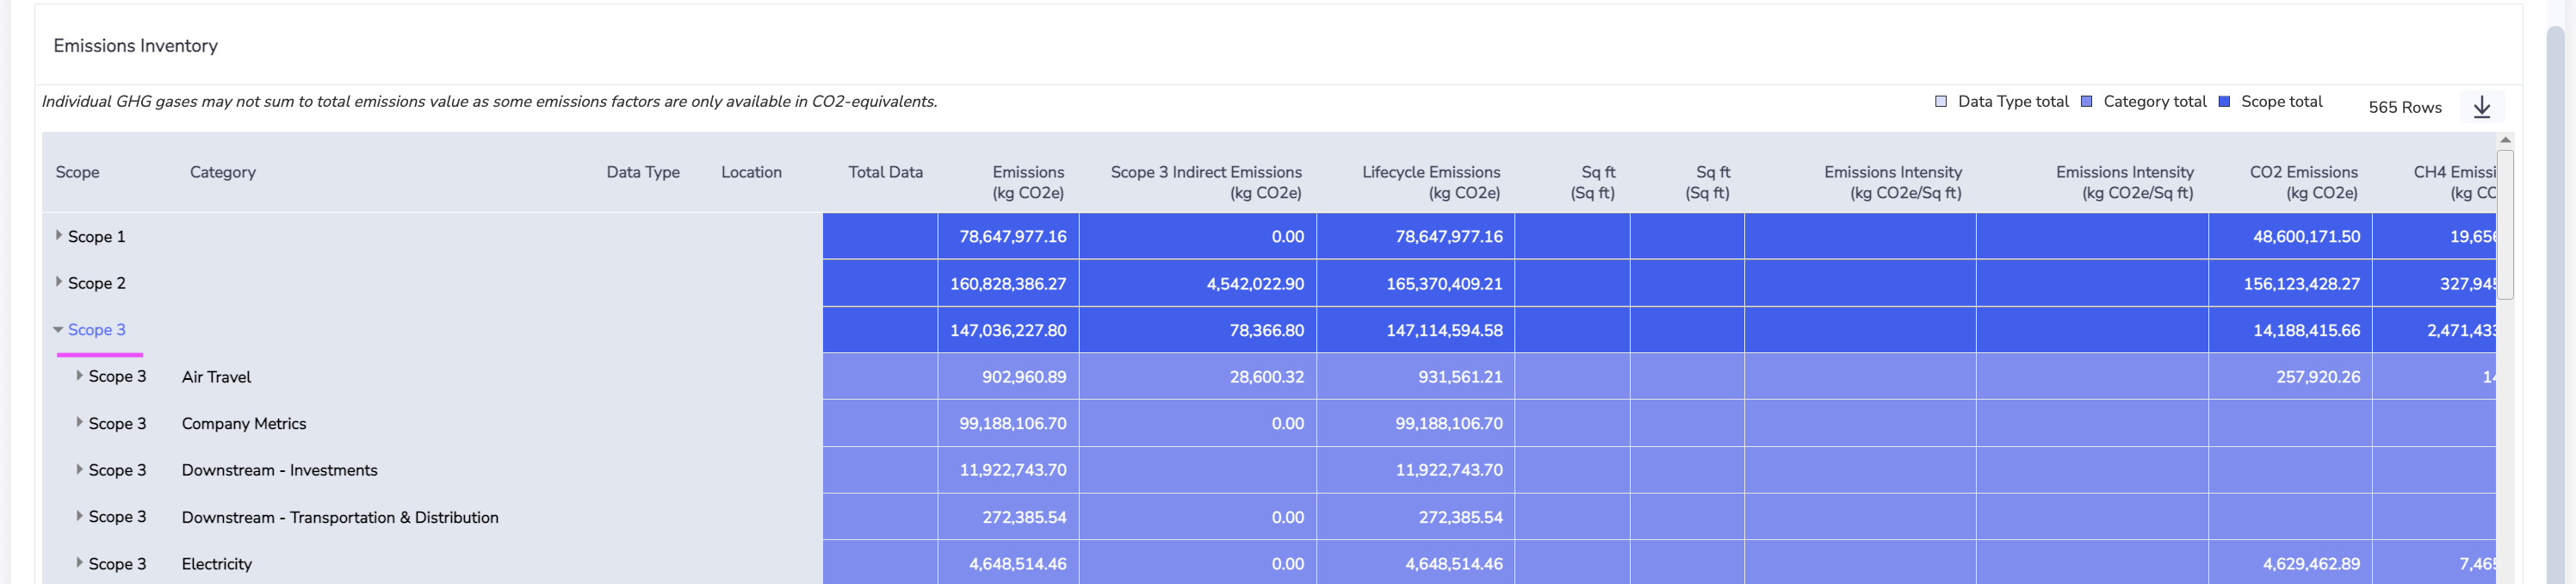 Emissions Inventory
Individual GHG gases may not sum to total emissions value as some emissions factors are only available in CO2-equivalents.
Data Type total Category total Scope total 565 Rows
Scope Category Data Type Location Total Data Emissions (kg CO2e) Scope 3 Indirect Emissions (kg CO2e) Lifecycle Emissions (kg CO2e) Sq ft (Sq ft) Sq ft (Sq ft) Emissions Intensity (kg CO2e/Sq ft) Emissions Intensity (kg CO2e/Sq ft) CO2 Emissions (kg CO2e) CH4 Emissi (kg CO
Scope 1 78,647,977.16 0.00 78,647,977.16 48,600,171.50 19,656
Scope 2 160,828,386.27 4,542,022.90 165,370,409.21 156,123,428.27 327,945
Scope 3 147,036,227.80 78,366.80 147,114,594.58 14,188,415.66 2,471,433
Scope 3 Air Travel 902,960.89 28,600.32 931,561.21 257,920.26 14
Scope 3 Company Metrics 99,188,106.70 0.00 99,188,106.70
Scope 3 Downstream - Investments 11,922,743.70 11,922,743.70
Scope 3 Downstream - Transportation & Distribution 272,385.54 0.00 272,385.54
Scope 3 Electricity 4,648,514.46 0.00 4,648,514.46 4,629,462.89 7,465